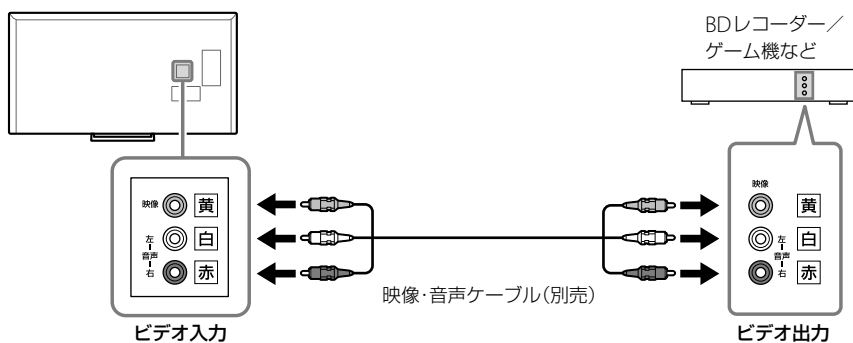 BDレコーダー／
ゲーム機など
映像
黄
左
音声
右
白
赤
映像
黄
左
音声
右
白
赤
映像・音声ケーブル（別売）
ビデオ入力
ビデオ出力